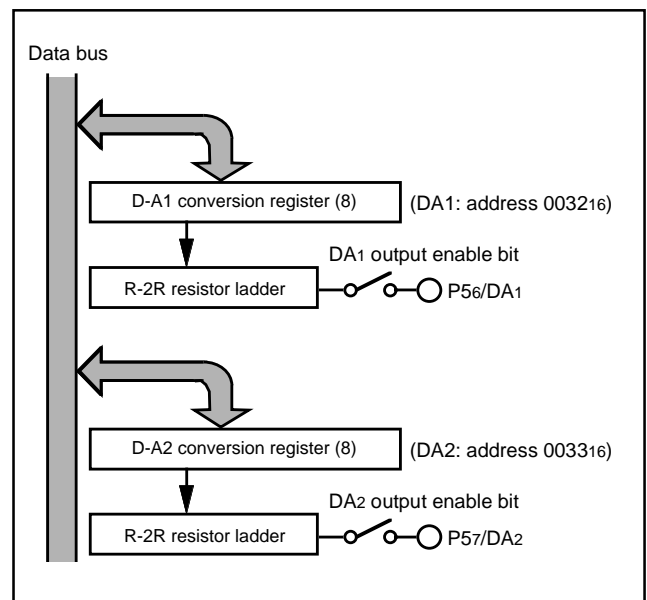 Data bus
D-A1 conversion register (8) (DA1: address 003216)
DA1 output enable bit
R-2R resistor ladder P56/DA1
D-A2 conversion register (8) (DA2: address 003316)
DA2 output enable bit
R-2R resistor ladder P57/DA2